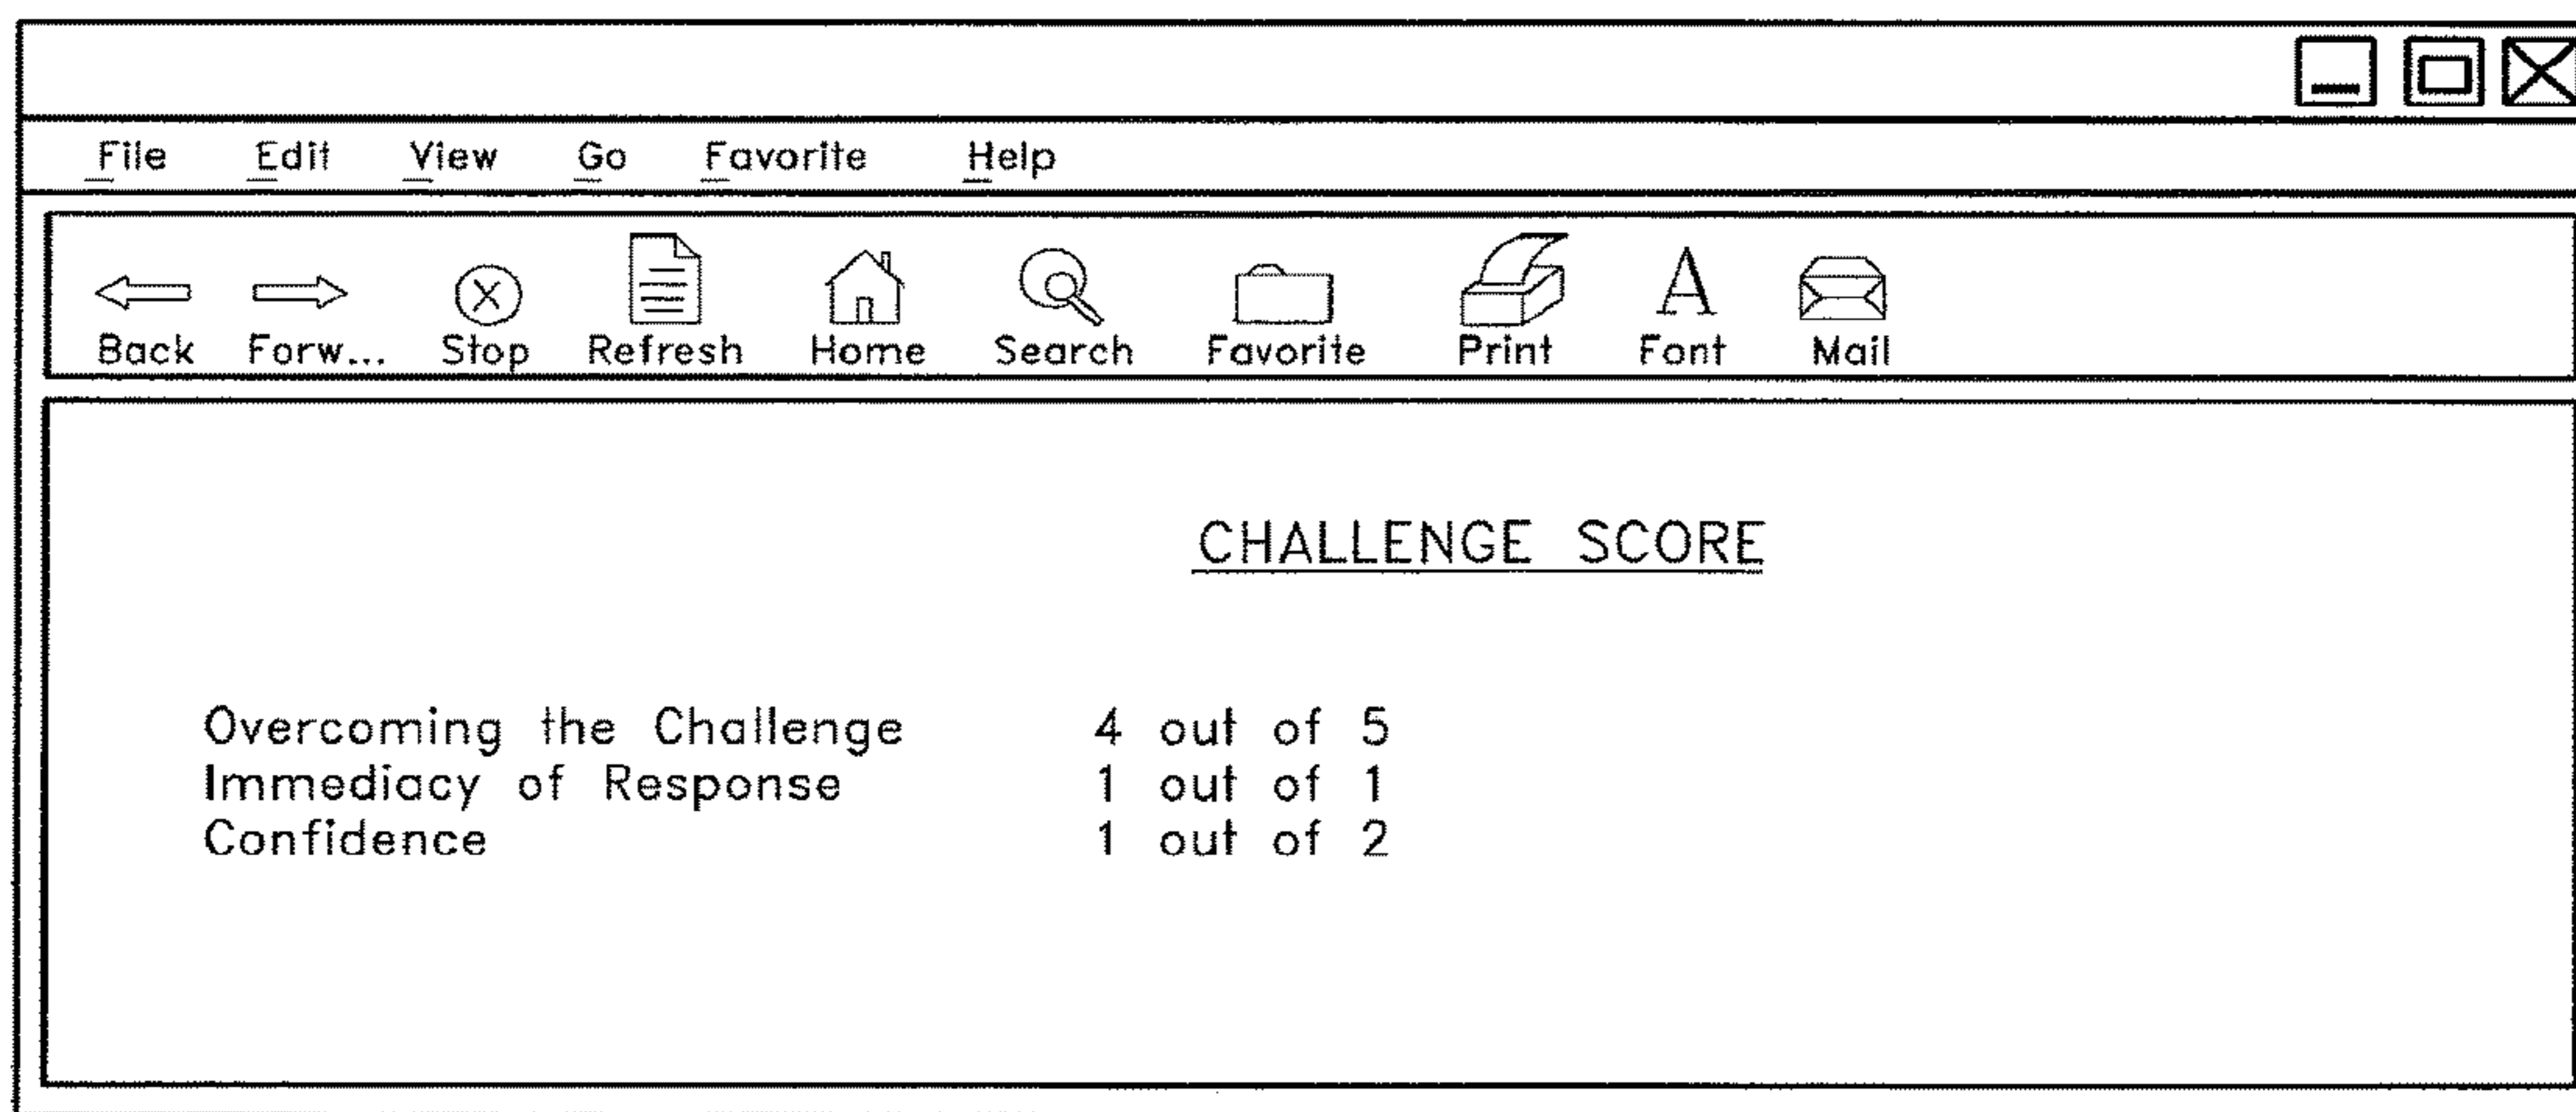 File Edit View Go Favorite Help
Back Forw... Stop Refresh Home Search Favorite Print Font Mail
CHALLENGE SCORE
Overcoming the Challenge 4 out of 5
Immediacy of Response 1 out of 1
Confidence 1 out of 2